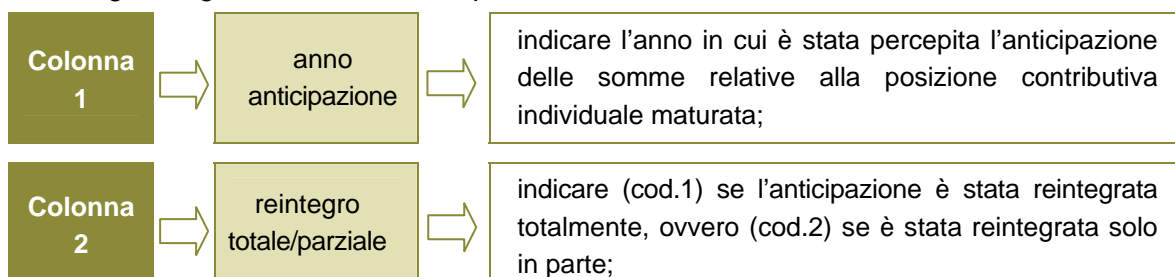 Colonna
1
anno
anticipazione
indicare l’anno in cui è stata percepita l’anticipazione
delle somme relative alla posizione contributiva
individuale maturata;
Colonna
2
reintegro
totale/parziale
indicare (cod.1) se l’anticipazione è stata reintegrata
totalmente, ovvero (cod.2) se è stata reintegrata solo
in parte;